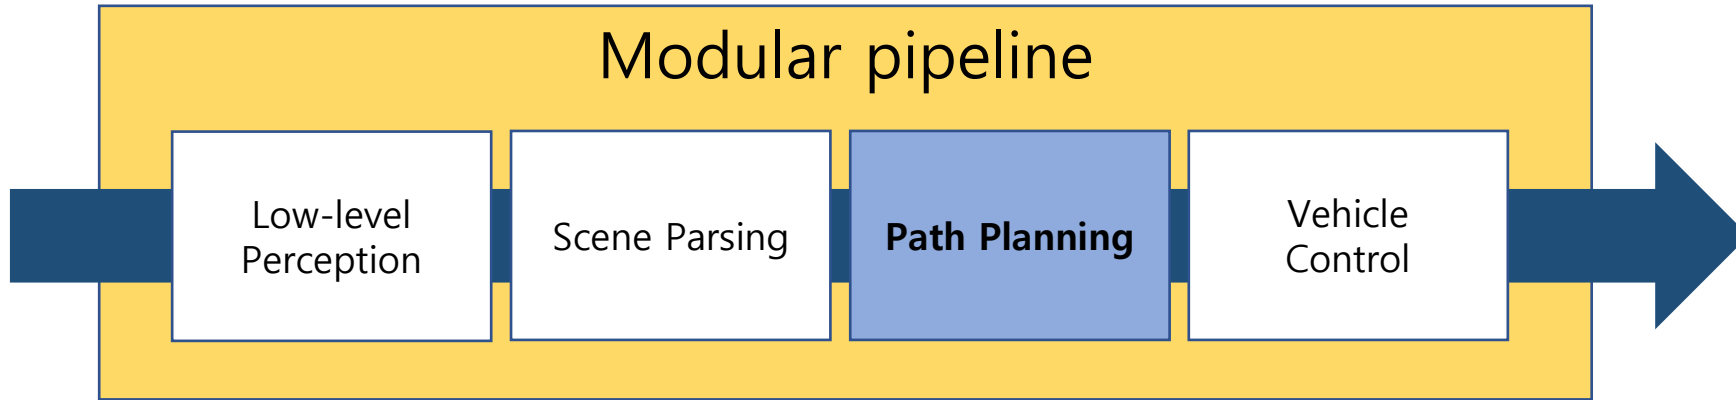 Modular pipeline
Low-level
Perception
Scene Parsing
Path Planning
Vehicle
Control